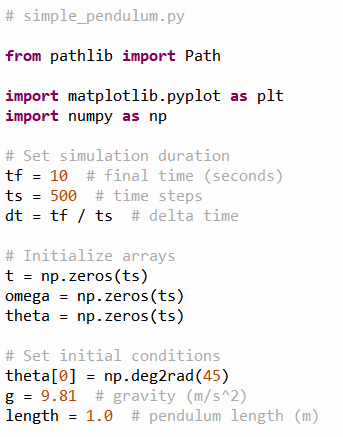 # simple_pendulum.py
from pathlib import Path
import matplotlib.pyplot as plt
import numpy as np
# Set simulation duration
tf = 10  # final time (seconds)
ts = 500  # time steps
dt = tf / ts  # delta time
# Initialize arrays
t = np.zeros(ts)
omega = np.zeros(ts)
theta = np.zeros(ts)
# Set initial conditions
theta[0] = np.deg2rad(45)
g = 9.81  # gravity (m/s^2)
length = 1.0  # pendulum length (m)